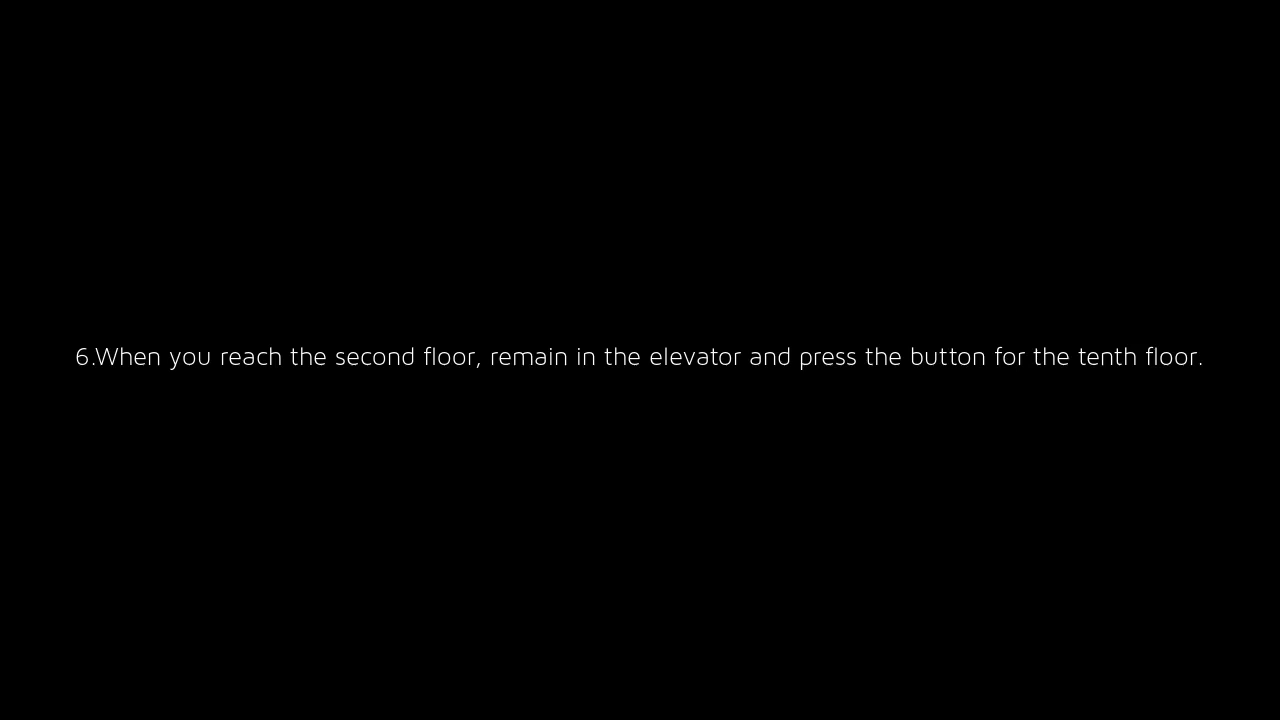 6.When you reach the second floor, remain in the elevator and press the button for the tenth floor.